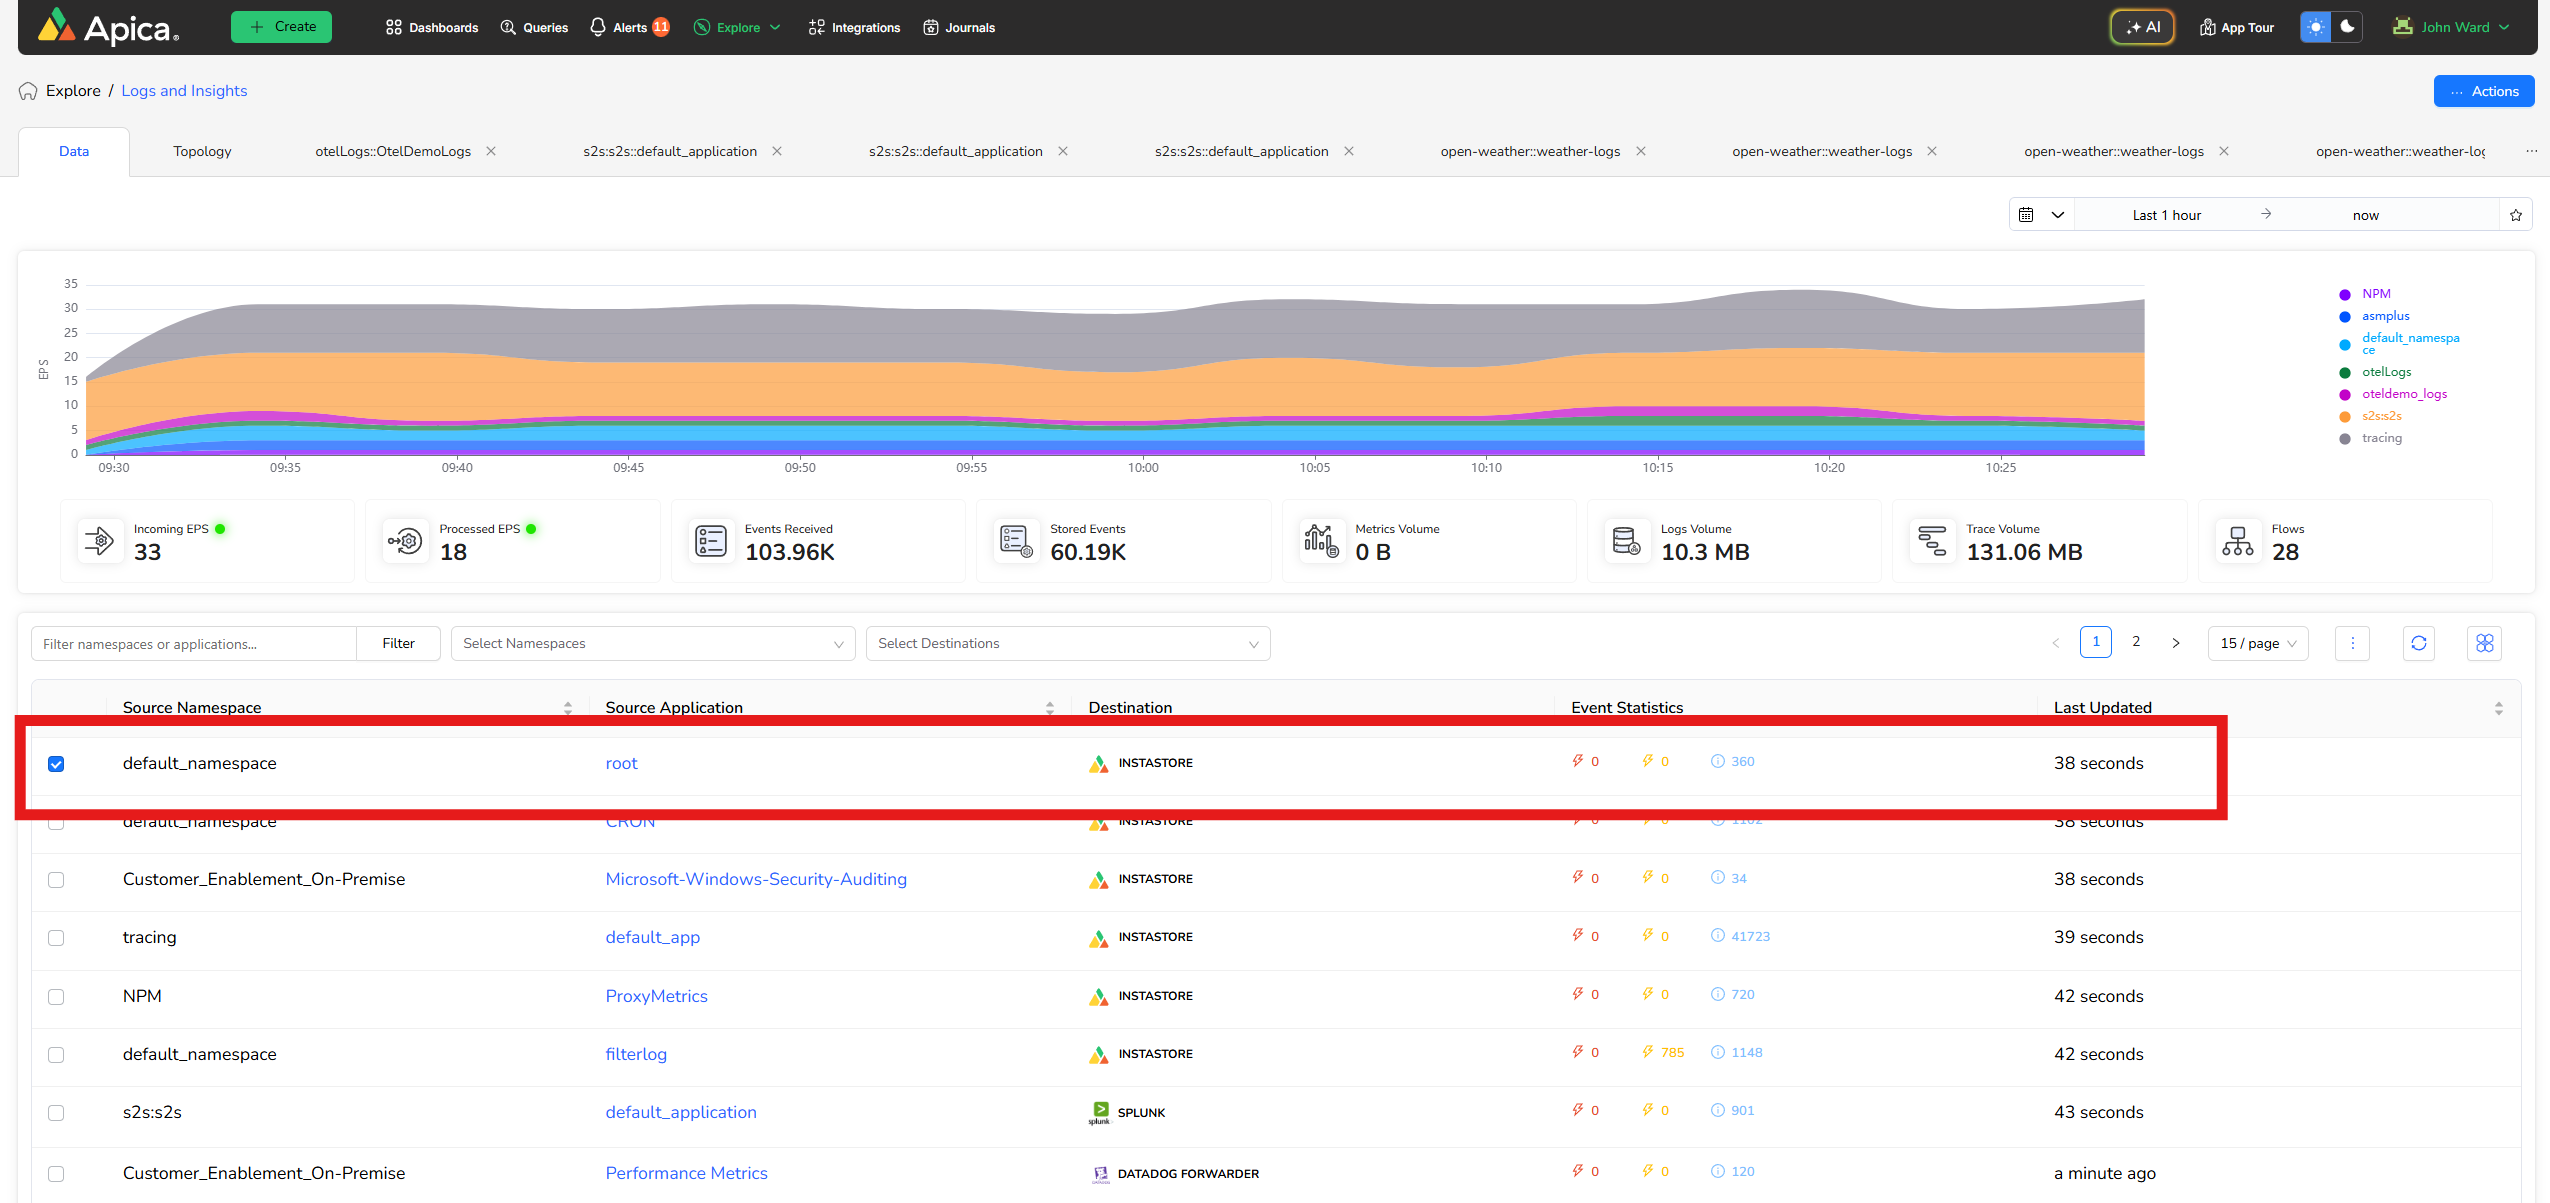 Apica®
Create
Dashboards
Queries
Alerts 11
Explore
Integrations
Journals
AI
App Tour
John Ward
Explore / Logs and Insights
... Actions
Data
Topology
otelLogs::OtelDemoLogs
s2s:s2s::default_application
s2s:s2s::default_application
s2s:s2s::default_application
open-weather::weather-logs
open-weather::weather-logs
open-weather::weather-logs
open-weather::weather-log
...
Last 1 hour → now
EPS
35
30
25
20
15
10
5
0
09:30 09:35 09:40 09:45 09:50 09:55 10:00 10:05 10:10 10:15 10:20 10:25
NPM
asmplus
default_namespa
ce
otelLogs
oteldemo_logs
s2s:s2s
tracing
Incoming EPS
33
Processed EPS
18
Events Received
103.96K
Stored Events
60.19K
Metrics Volume
0 B
Logs Volume
10.3 MB
Trace Volume
131.06 MB
Flows
28
Filter namespaces or applications...
Filter
Select Namespaces
Select Destinations
1 2
15 / page
Source Namespace Source Application Destination Event Statistics Last Updated
default_namespace root INSTASTORE 0 0 360 38 seconds
default_namespace CRON INSTASTORE 0 0 1102 38 seconds
Customer_Enablement_On-Premise Microsoft-Windows-Security-Auditing INSTASTORE 0 0 34 38 seconds
tracing default_app INSTASTORE 0 0 41723 39 seconds
NPM ProxyMetrics INSTASTORE 0 0 720 42 seconds
default_namespace filterlog INSTASTORE 0 785 1148 42 seconds
s2s:s2s default_application splunk> SPLUNK 0 0 901 43 seconds
Customer_Enablement_On-Premise Performance Metrics DATADOG FORWARDER 0 0 120 a minute ago